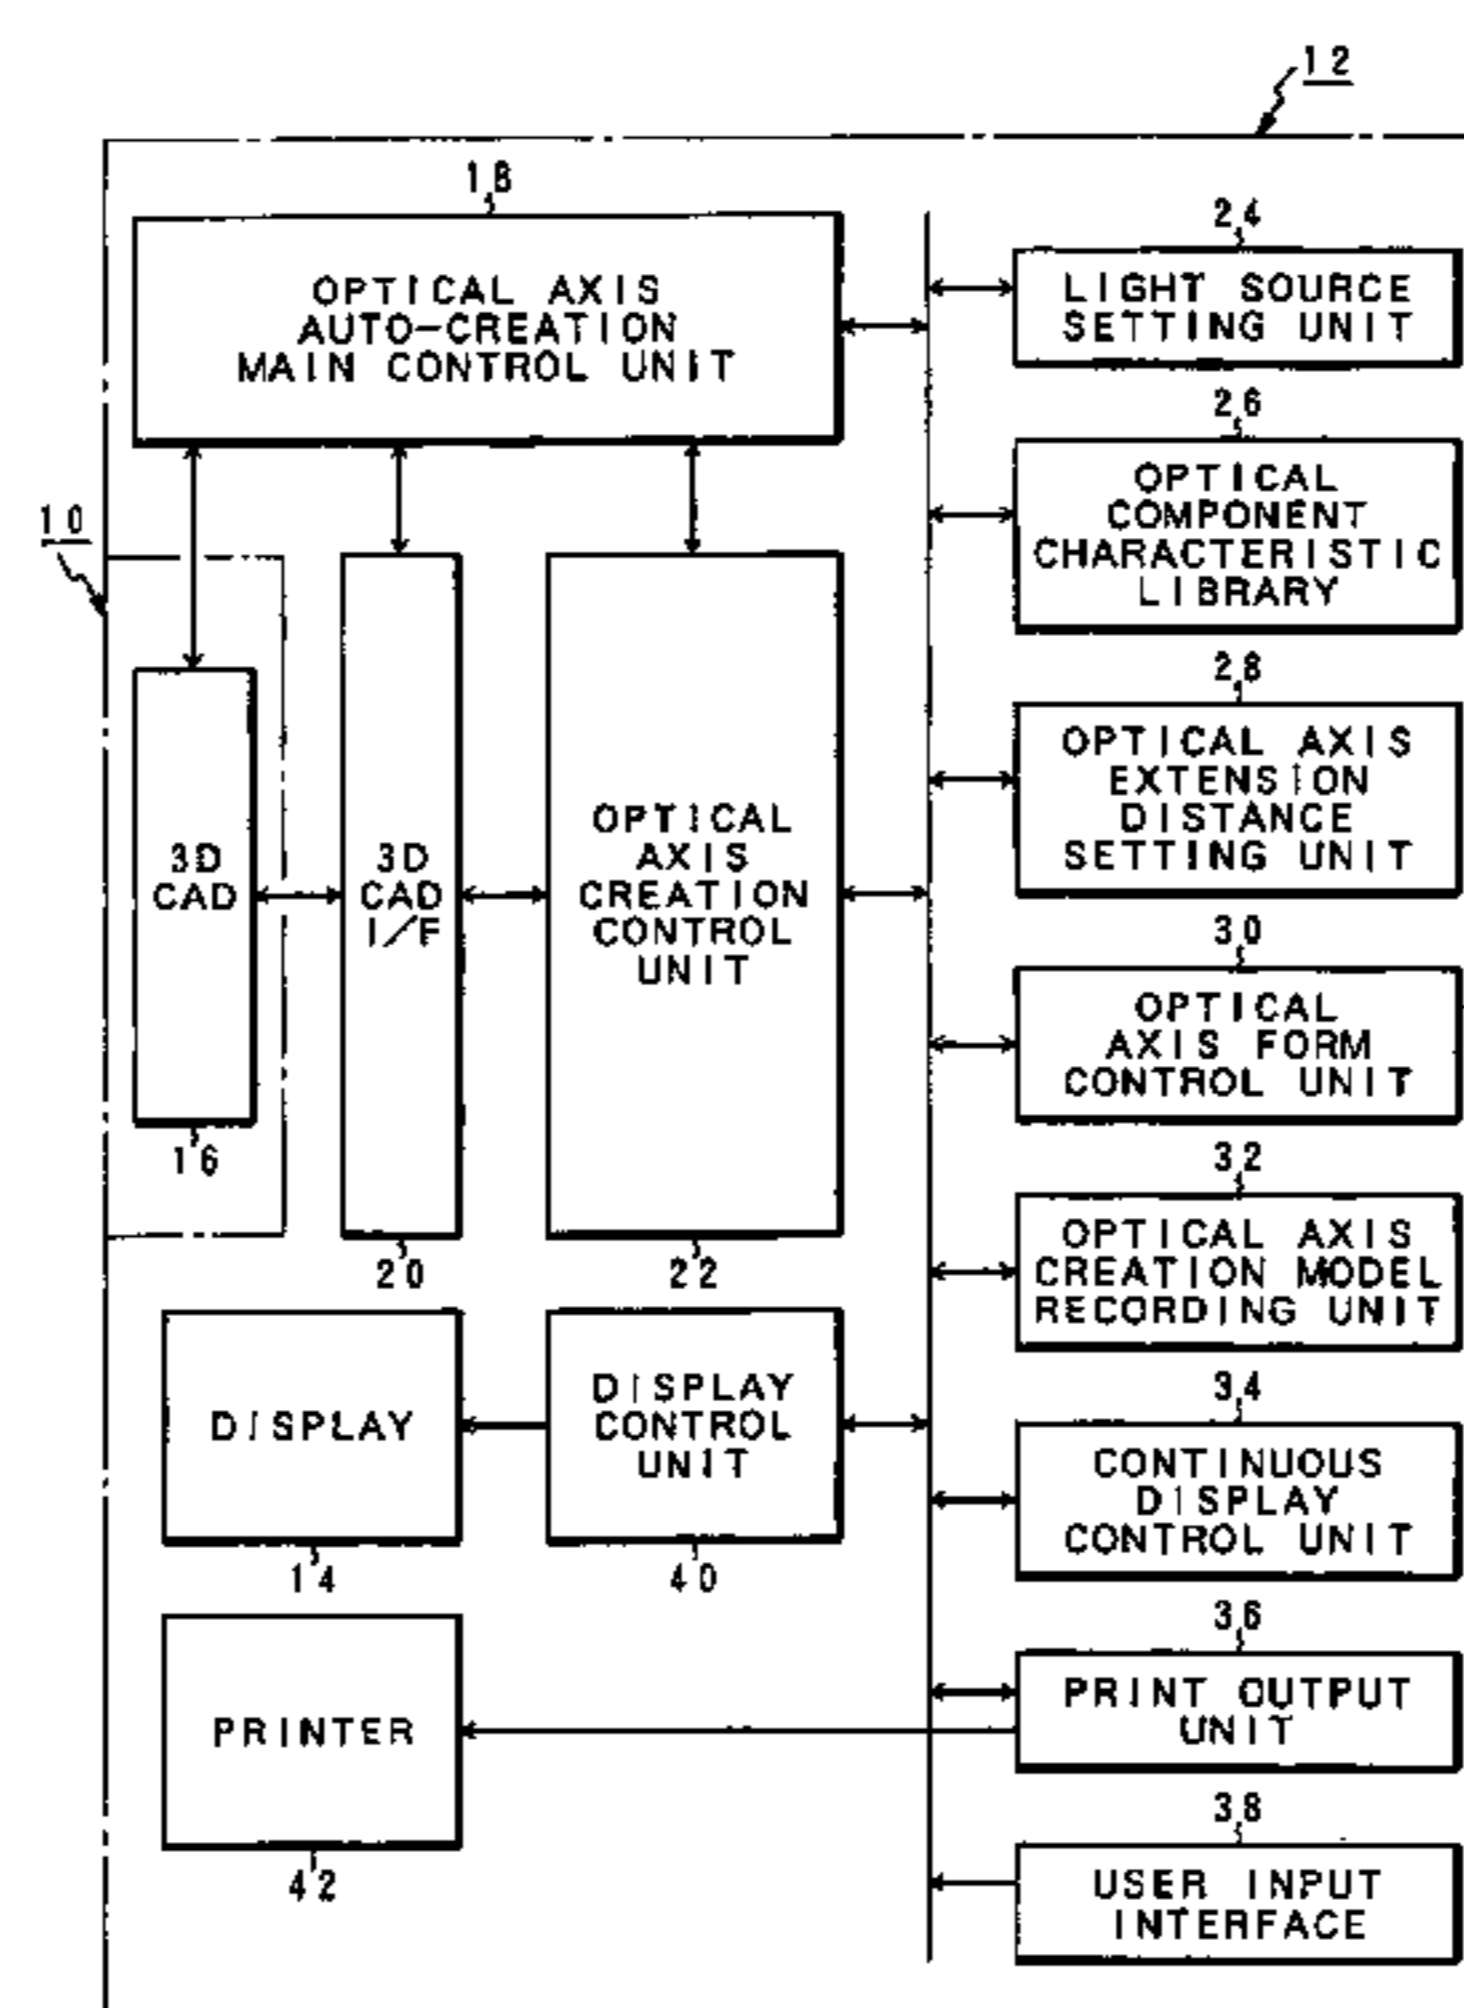 12
18
OPTICAL AXIS
AUTO-CREATION
MAIN CONTROL UNIT
24
LIGHT SOURCE
SETTING UNIT
26
OPTICAL
COMPONENT
CHARACTERISTIC
LIBRARY
10
28
OPTICAL AXIS
EXTENSION
DISTANCE
SETTING UNIT
3D
CAD
16
3D
CAD
I/F
20
OPTICAL
AXIS
CREATION
CONTROL
UNIT
22
30
OPTICAL
AXIS FORM
CONTROL UNIT
32
OPTICAL AXIS
CREATION MODEL
RECORDING UNIT
DISPLAY
14
DISPLAY
CONTROL
UNIT
40
34
CONTINUOUS
DISPLAY
CONTROL UNIT
36
PRINT OUTPUT
UNIT
PRINTER
42
38
USER INPUT
INTERFACE